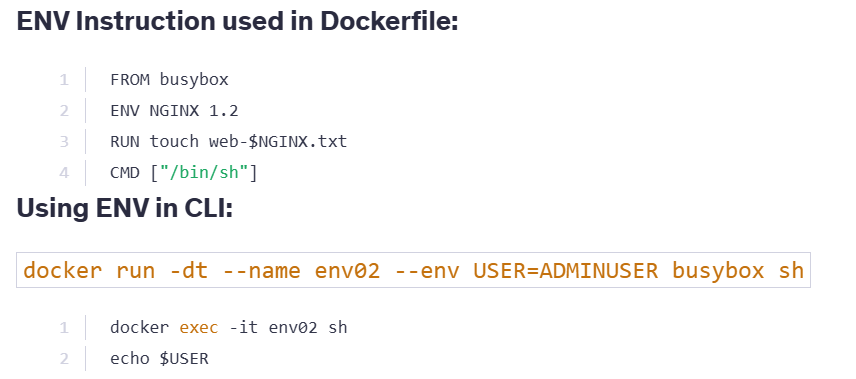 ENV Instruction used in Dockerfile:
1 FROM busybox
2 ENV NGINX 1.2
3 RUN touch web-$NGINX.txt
4 CMD ["/bin/sh"]
Using ENV in CLI:
docker run -dt --name env02 --env USER=ADMINUSER busybox sh
1 docker exec -it env02 sh
2 echo $USER